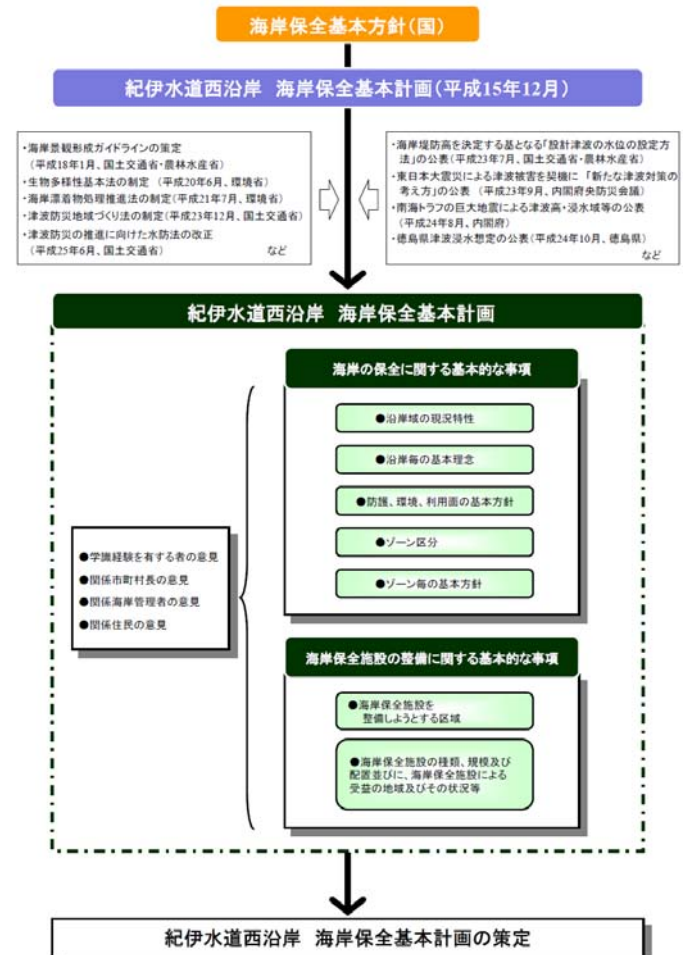 海岸保全基本方針(国)
紀伊水道西沿岸 海岸保全基本計画(平成15年12月)
・海岸景観形成ガイドラインの策定
(平成18年1月、国土交通省・農林水産省)
・生物多様性基本法の制定 (平成20年6月、環境省)
・海岸漂着物処理推進法の制定(平成21年7月、環境省)
・津波防災地域づくり法の制定(平成23年12月、国土交通省)
・津波防災の推進に向けた水防法の改正
(平成25年6月、国土交通省) など
・海岸堤防高を決定する基となる「設計津波の水位の設定方
法」の公表(平成23年7月、国土交通省・農林水産省)
・東日本大震災による津波被害を契機に 「新たな津波対策の
考え方」の公表 (平成23年9月、内閣府中央防災会議)
・南海トラフの巨大地震による津波高・浸水域等の公表
(平成24年8月、内閣府)
・徳島県津波浸水想定の公表(平成24年10月、徳島県)
など
紀伊水道西沿岸 海岸保全基本計画
海岸の保全に関する基本的な事項
●沿岸域の現況特性
●沿岸毎の基本理念
●防護、環境、利用面の基本方針
●ゾーン区分
●ゾーン毎の基本方針
●学識経験を有する者の意見
●関係市町村長の意見
●関係海岸管理者の意見
●関係住民の意見
海岸保全施設の整備に関する基本的な事項
●海岸保全施設を
整備しようとする区域
●海岸保全施設の種類、規模及び
配置並びに、海岸保全施設による
受益の地域及びその状況等
紀伊水道西沿岸 海岸保全基本計画の策定